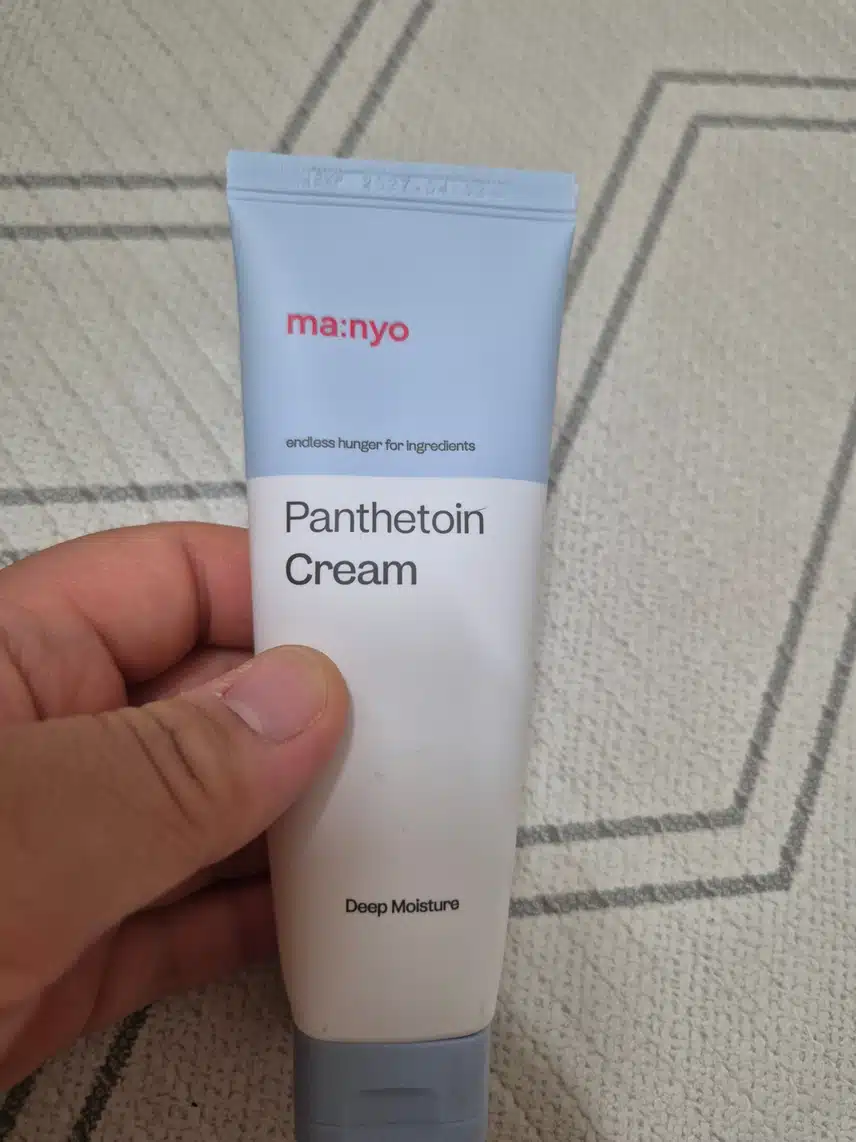 ma:nyo
endless hunger for ingredients
Panthetoin
Cream
Deep Moisture